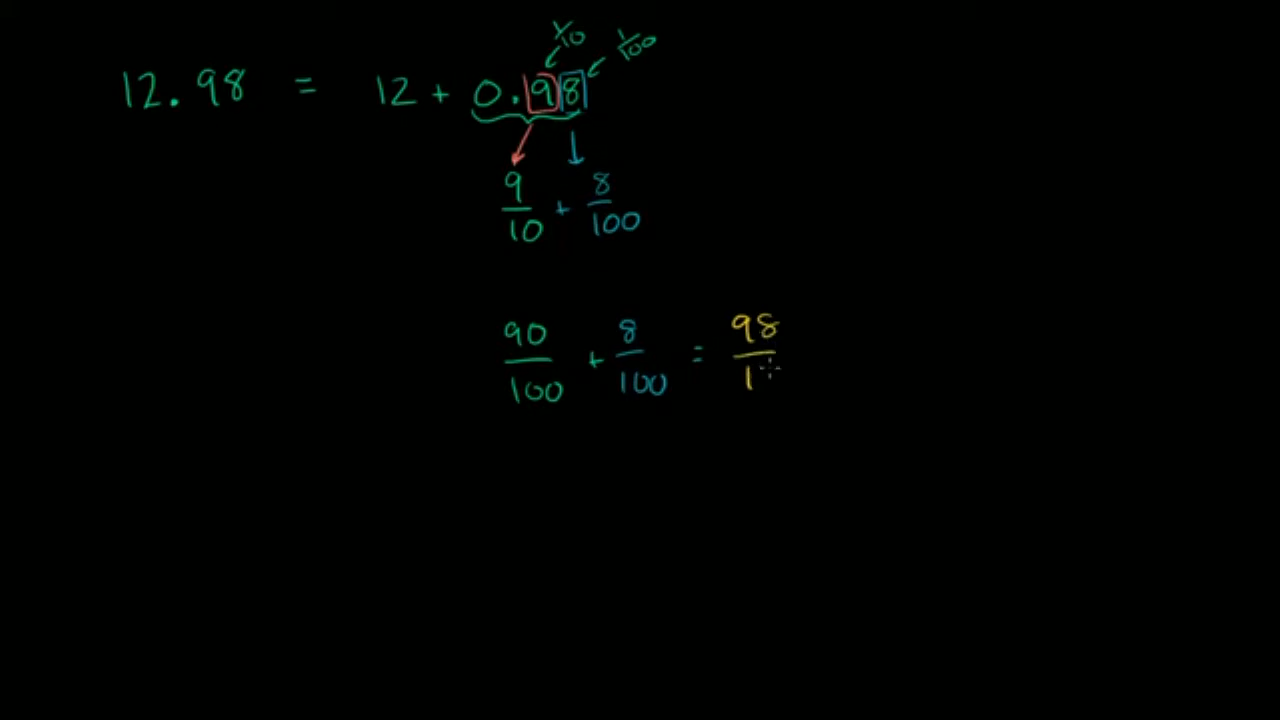 1/10 1/100
12.98 = 12 + 0.98
9/10 + 8/100
90/100 + 8/100 = 98/1